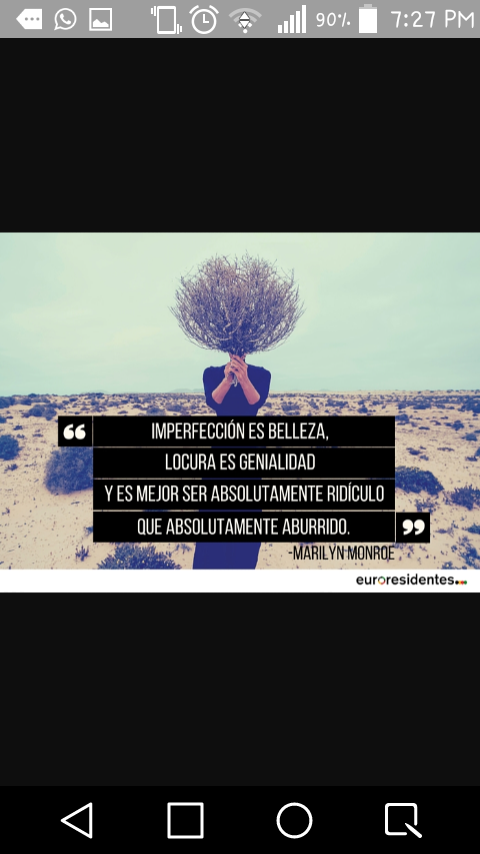 90% 7:27 PM
❝ IMPERFECCIÓN ES BELLEZA,
LOCURA ES GENIALIDAD
Y ES MEJOR SER ABSOLUTAMENTE RIDÍCULO
QUE ABSOLUTAMENTE ABURRIDO. ❞
-MARILYN MONROE
euroresidentes